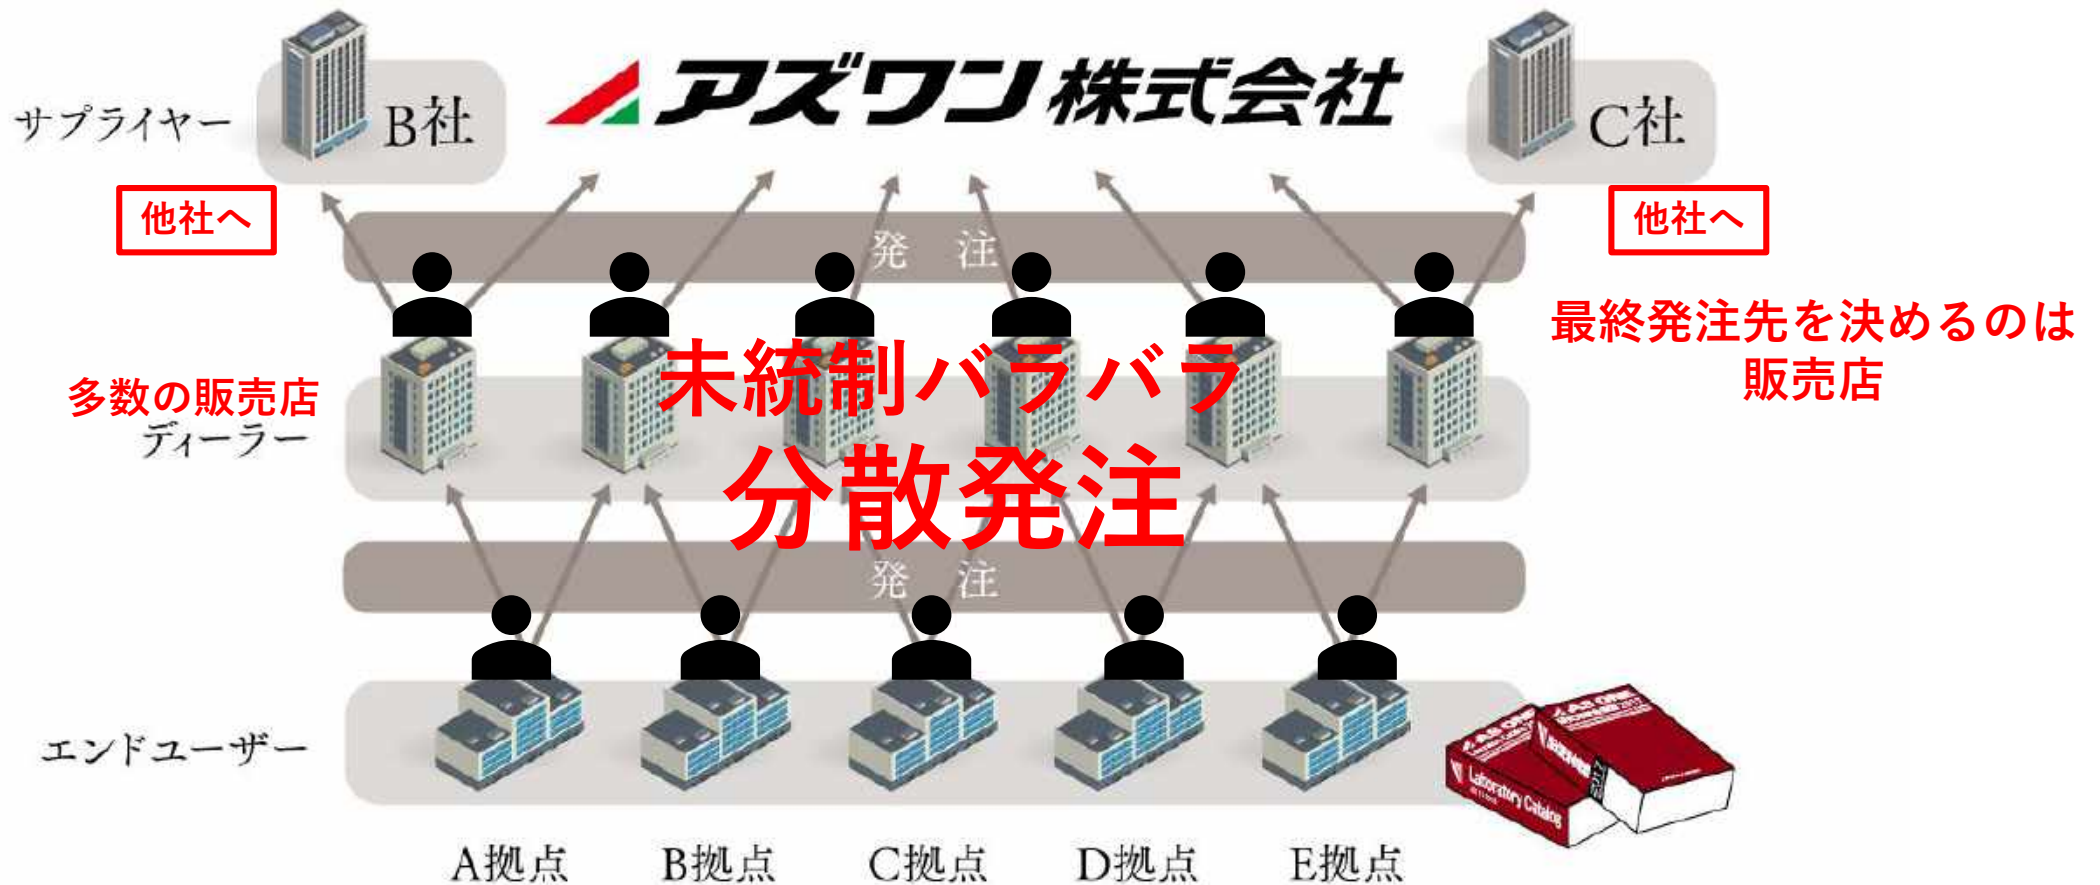 アズワン株式会社
サプライヤー
B社
C社
他社へ
他社へ
発 注
最終発注先を決めるのは
販売店
多数の販売店
ディーラー
未統制バラバラ
分散発注
発 注
エンドユーザー
Laboratory Catalog
A拠点
B拠点
C拠点
D拠点
E拠点